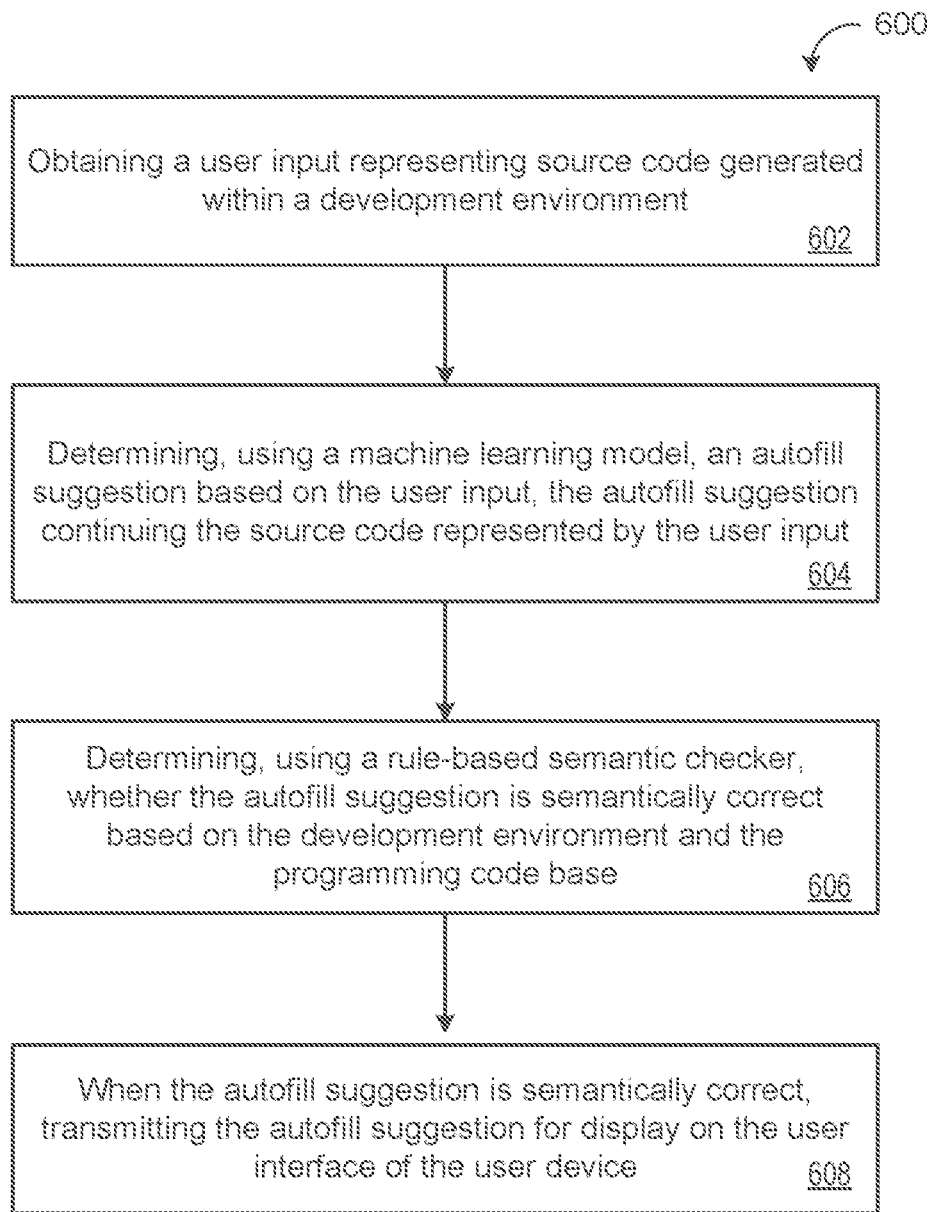 600
Obtaining a user input representing source code generated
within a development environment
602
Determining, using a machine learning model, an autofill
suggestion based on the user input, the autofill suggestion
continuing the source code represented by the user input
604
Determining, using a rule-based semantic checker,
whether the autofill suggestion is semantically correct
based on the development environment and the
programming code base
606
When the autofill suggestion is semantically correct,
transmitting the autofill suggestion for display on the user
interface of the user device
608